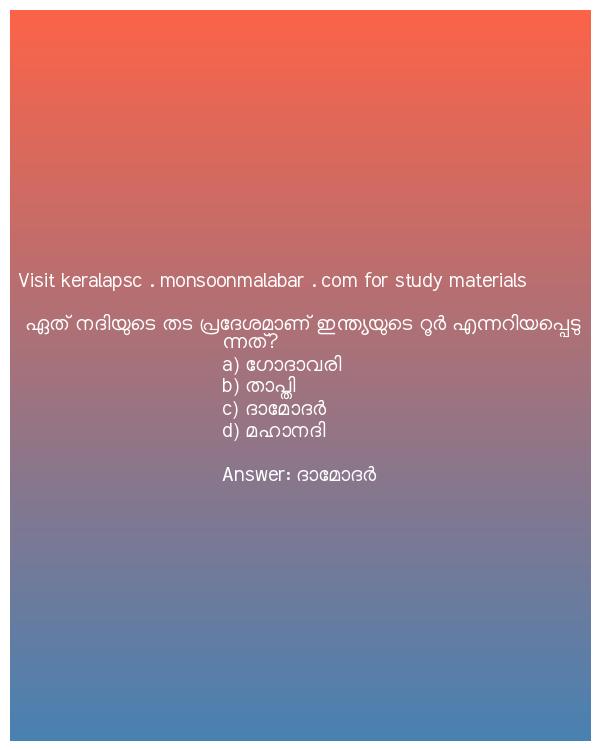 Visit keralapsc . monsoonmalabar . com for study materials
ഏത് നദിയുടെ തട പ്രദേശമാണ് ഇന്ത്യയുടെ റൂർ എന്നറിയപ്പെടു
ന്നത്?
a) ഗോദാവരി
b) താപ്തി
c) ദാമോദർ
d) മഹാനദി
Answer: ദാമോദർ